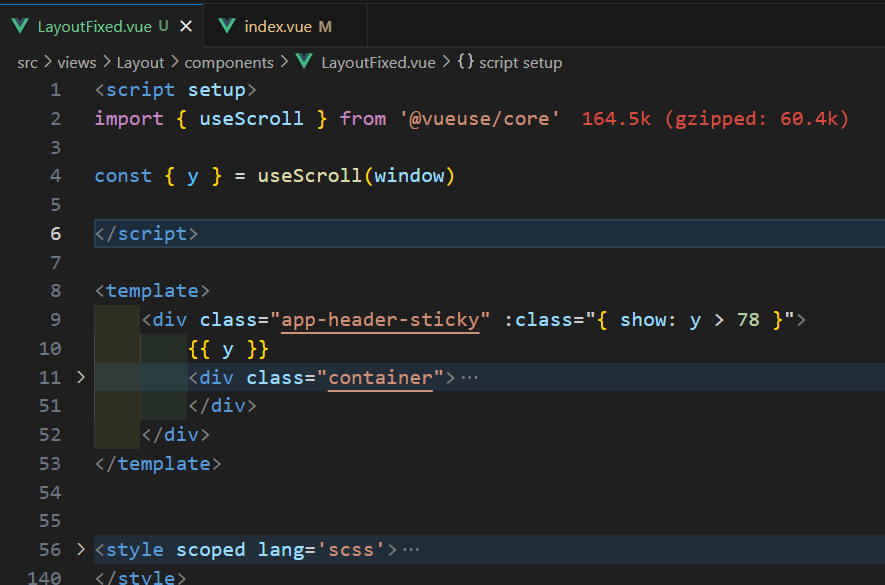 LayoutFixed.vue U × index.vue M
src > views > Layout > components > LayoutFixed.vue > {} script setup
1 <script setup>
2 import { useScroll } from '@vueuse/core' 164.5k (gzipped: 60.4k)
3
4 const { y } = useScroll(window)
5
6 </script>
7
8 <template>
9 <div class="app-header-sticky" :class="{ show: y > 78 }">
10 {{ y }}
11 > <div class="container">···
51 </div>
52 </div>
53 </template>
54
55
56 > <style scoped lang='scss'>···
140 </style>